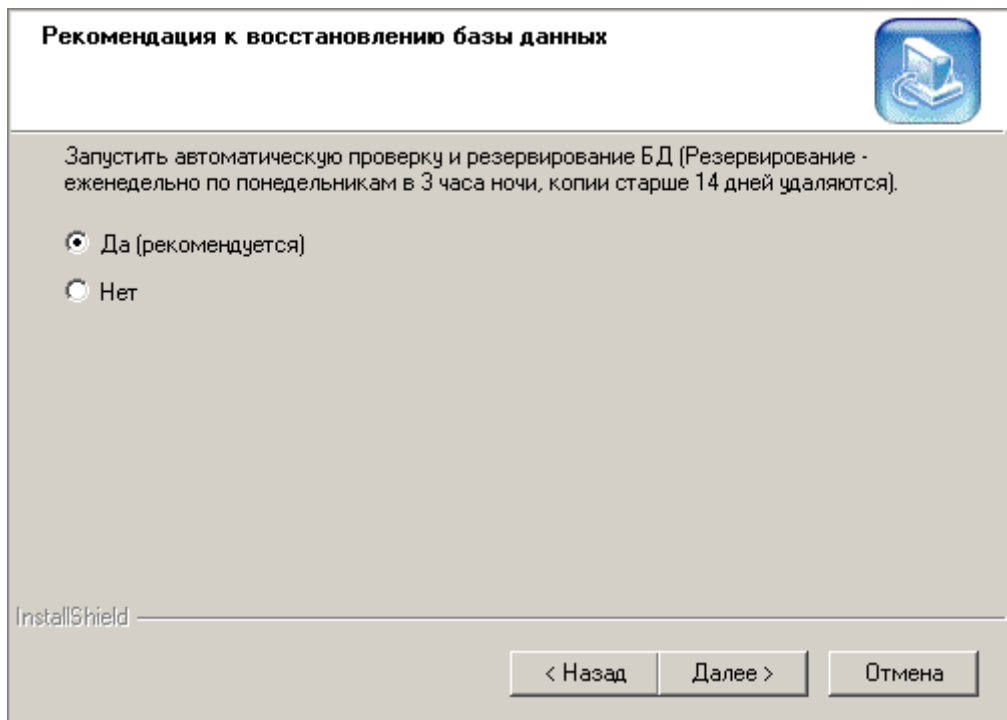 Рекомендация к восстановлению базы данных
Запустить автоматическую проверку и резервирование БД (Резервирование -
еженедельно по понедельникам в 3 часа ночи, копии старше 14 дней удаляются).
Да (рекомендуется)
Нет
InstallShield
< Назад
Далее >
Отмена